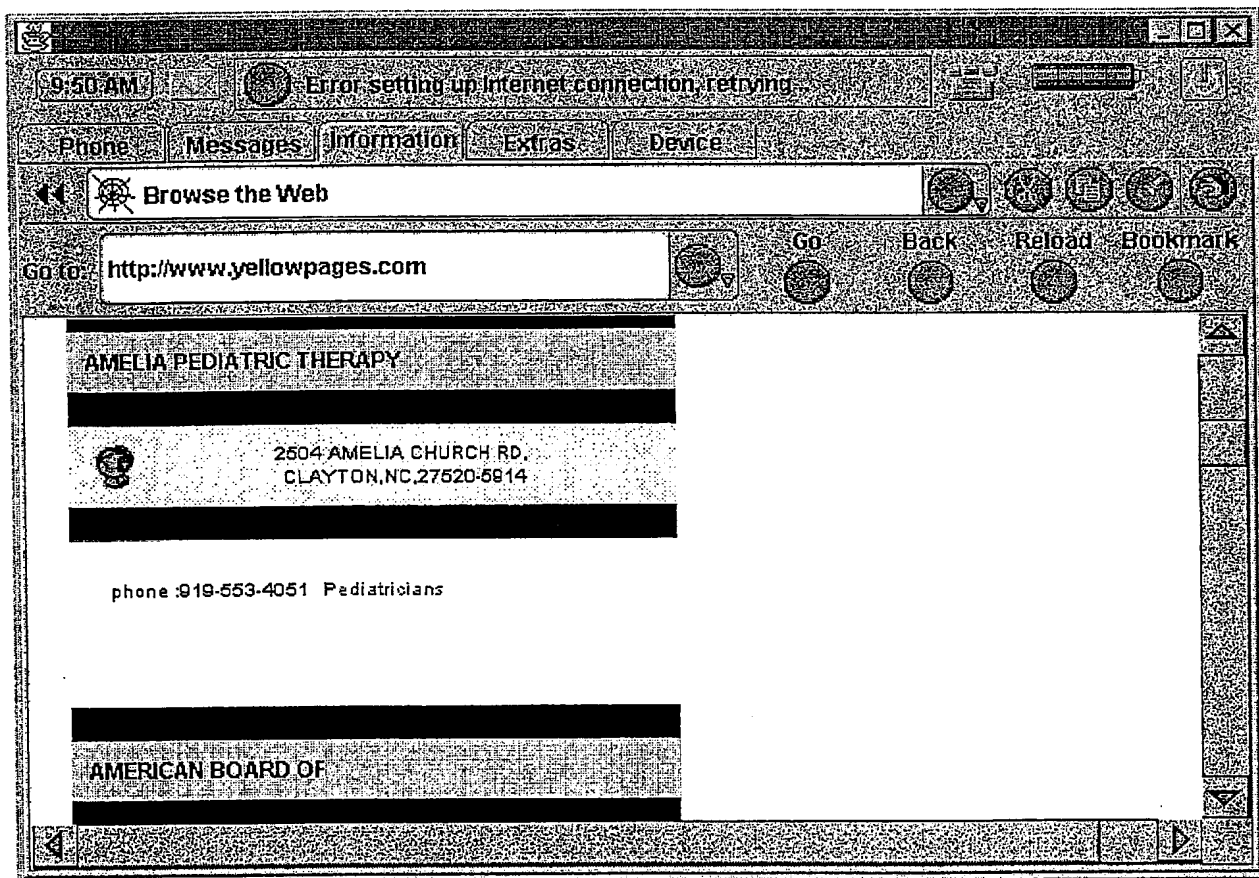 9:50 AM
Error setting up Internet connection, retrying...
Phone Messages Information Extras Device
Browse the Web
Go Back Reload Bookmark
Go to: http://www.yellowpages.com
AMELIA PEDIATRIC THERAPY
2504 AMELIA CHURCH RD,
CLAYTON,NC,27520-5914
phone :919-553-4051 Pediatricians
AMERICAN BOARD OF